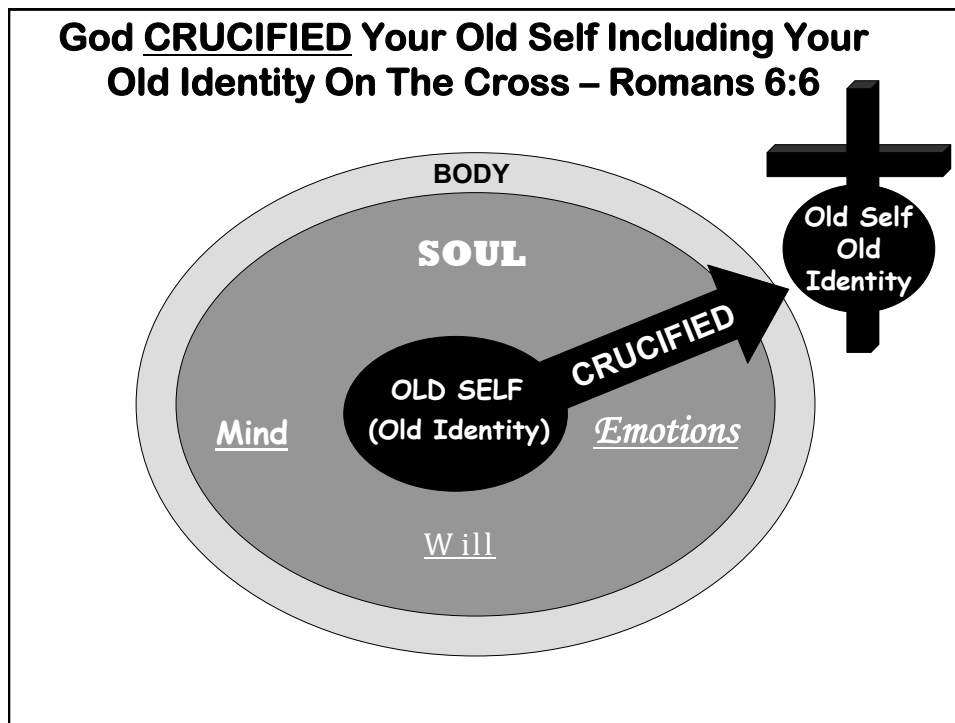 God CRUCIFIED Your Old Self Including Your
Old Identity On The Cross – Romans 6:6
BODY
SOUL
Old Self
Old
Identity
CRUCIFIED
OLD SELF
(Old Identity)
Mind
Emotions
Will